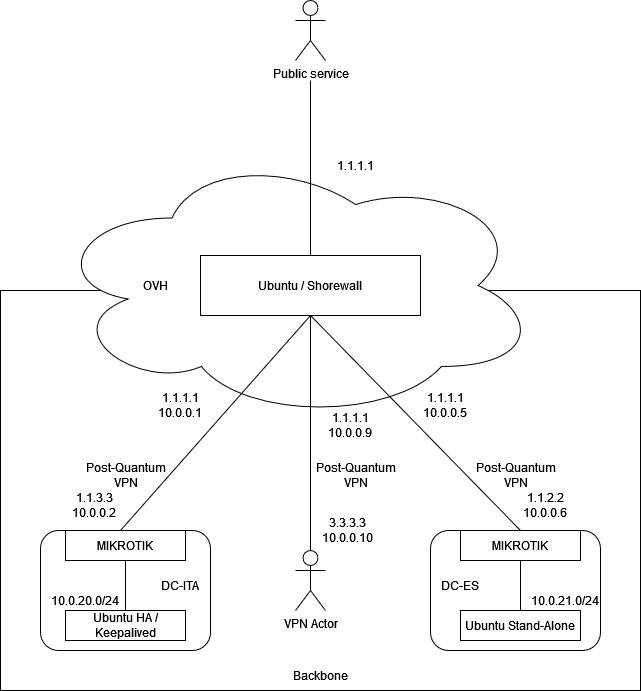 Public service
1.1.1.1
OVH
Ubuntu / Shorewall
1.1.1.1
10.0.0.1
1.1.1.1
10.0.0.9
1.1.1.1
10.0.0.5
Post-Quantum
VPN
Post-Quantum
VPN
Post-Quantum
VPN
1.1.3.3
10.0.0.2
3.3.3.3
10.0.0.10
1.1.2.2
10.0.0.6
MIKROTIK
DC-ITA
10.0.20.0/24
Ubuntu HA /
Keepalived
VPN Actor
MIKROTIK
DC-ES
10.0.21.0/24
Ubuntu Stand-Alone
Backbone